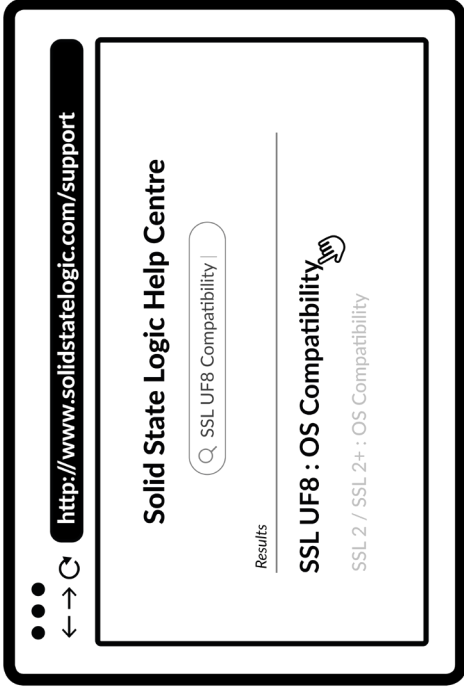 http://www.solidstatelogic.com/support
Solid State Logic Help Centre
SSL UF8 Compatibility
Results
SSL UF8 : OS Compatibility
SSL 2 / SSL 2+ : OS Compatibility